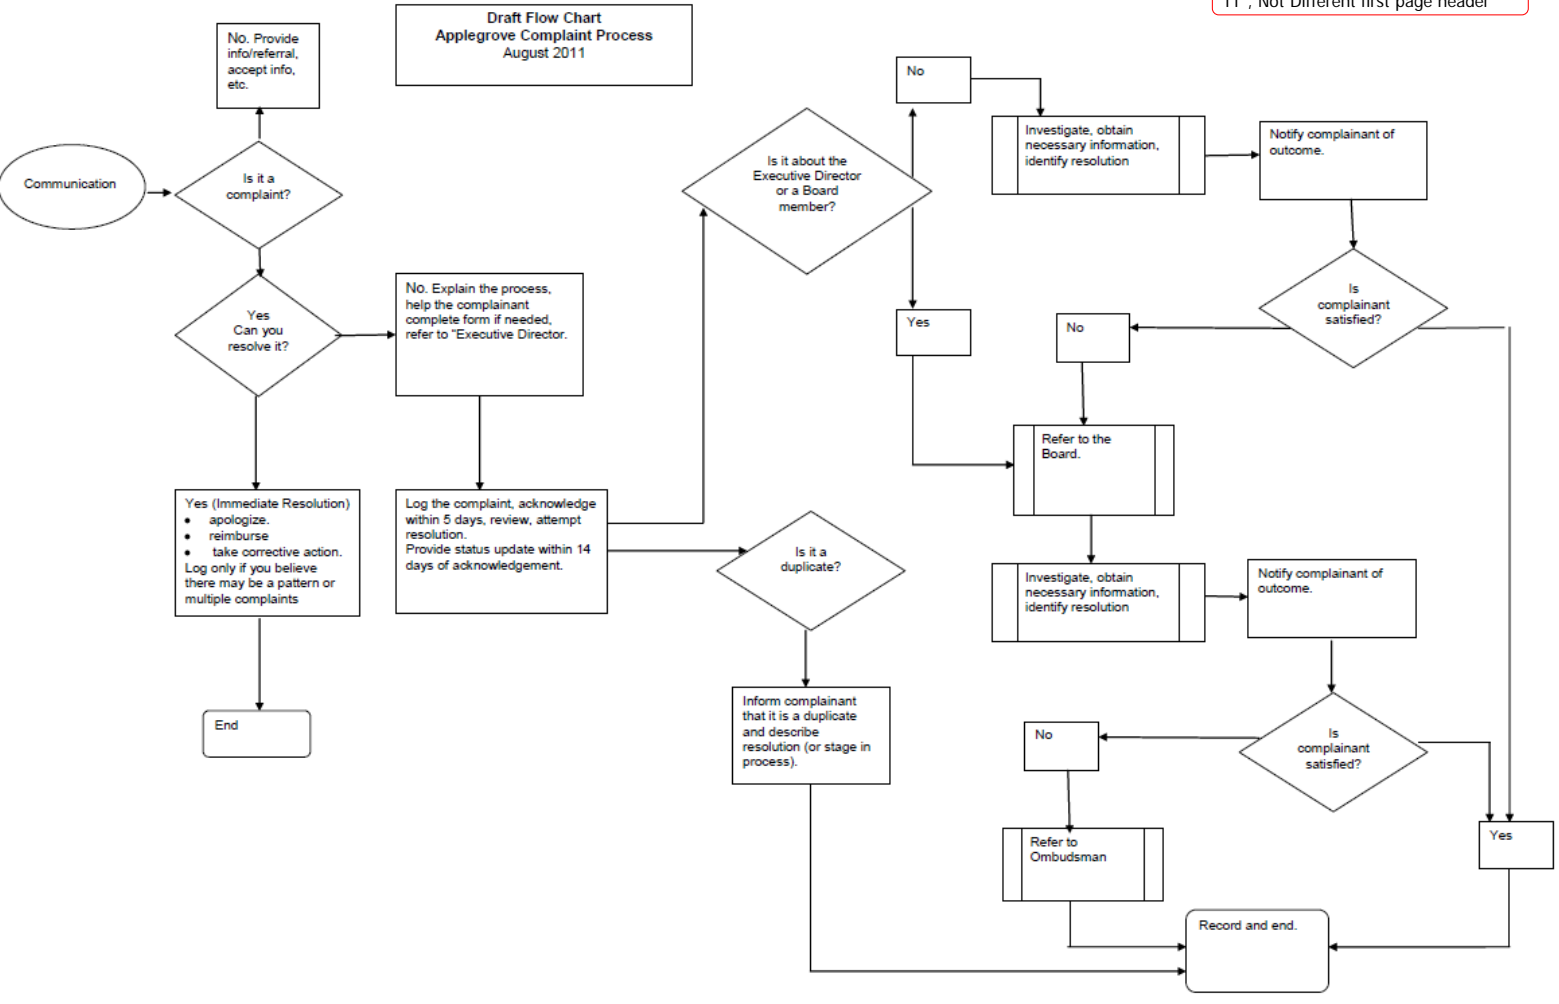 11", Not Different first page header
Draft Flow Chart
Applegrove Complaint Process
August 2011
No. Provide
info/referral,
accept info,
etc.
Communication
Is it a
complaint?
Yes
Can you
resolve it?
No. Explain the process,
help the complainant
complete form if needed,
refer to "Executive Director.
Yes (Immediate Resolution)
• apologize.
• reimburse
• take corrective action.
Log only if you believe
there may be a pattern or
multiple complaints
End
Log the complaint, acknowledge
within 5 days, review, attempt
resolution.
Provide status update within 14
days of acknowledgement.
Is it about the
Executive Director
or a Board
member?
No
Yes
Is it a
duplicate?
Inform complainant
that it is a duplicate
and describe
resolution (or stage in
process).
Investigate, obtain
necessary information,
identify resolution
Notify complainant of
outcome.
Is
complainant
satisfied?
No
Refer to the
Board.
Investigate, obtain
necessary information,
identify resolution
Notify complainant of
outcome.
Is
complainant
satisfied?
No
Yes
Refer to
Ombudsman
Record and end.